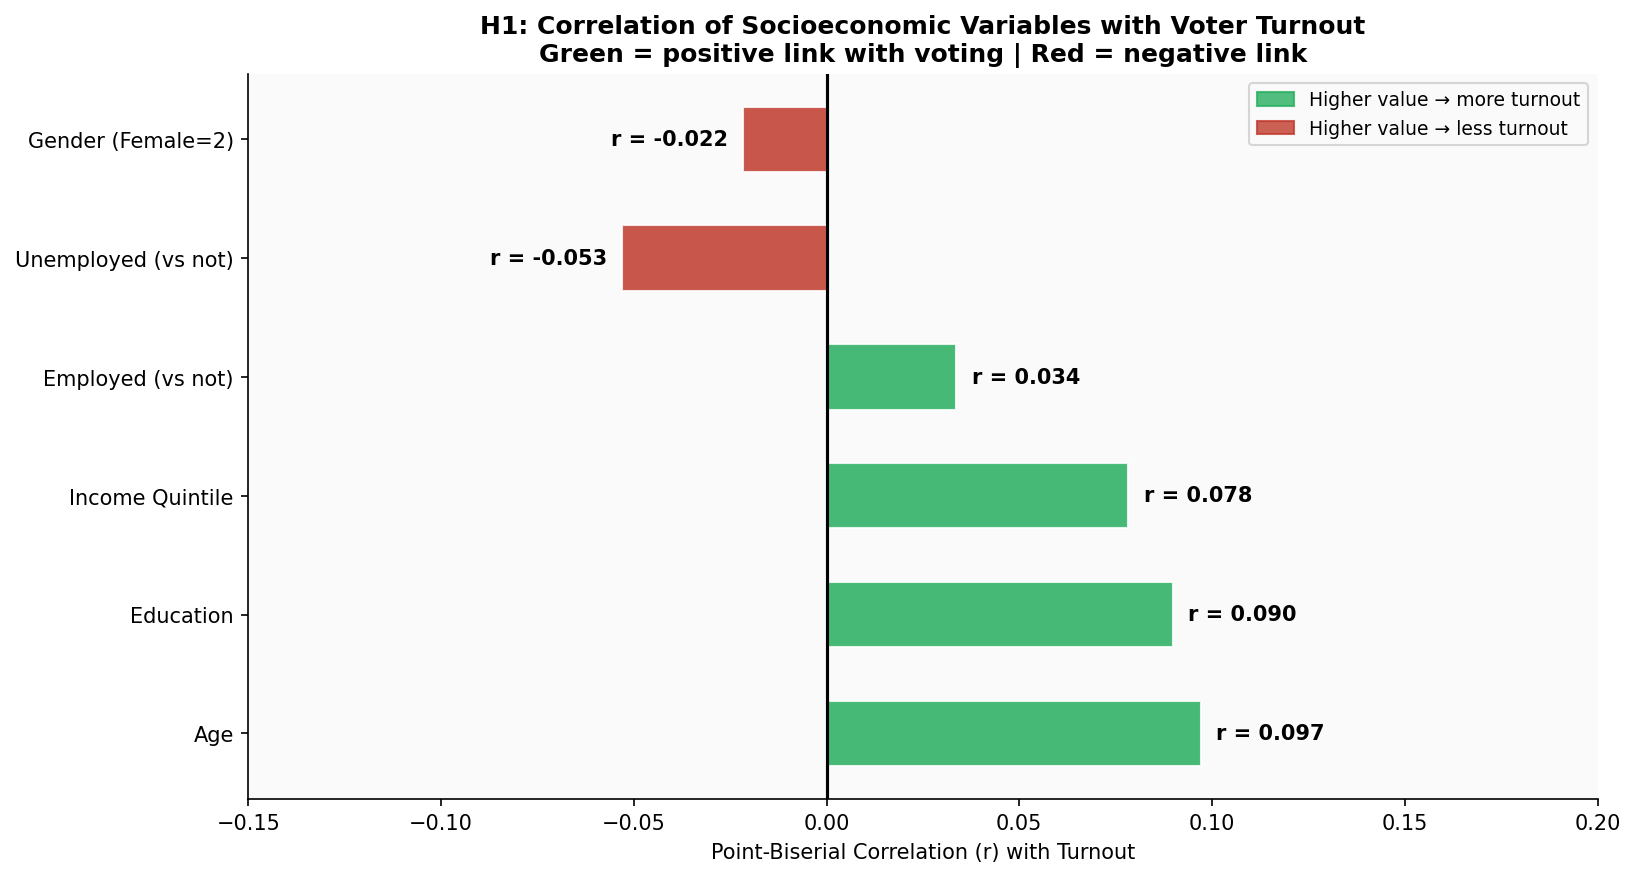 H1: Correlation of Socioeconomic Variables with Voter Turnout
Green = positive link with voting | Red = negative link
Higher value → more turnout
Higher value → less turnout
Gender (Female=2)
r = -0.022
Unemployed (vs not)
r = -0.053
Employed (vs not)
r = 0.034
Income Quintile
r = 0.078
Education
r = 0.090
Age
r = 0.097
−0.15 −0.10 −0.05 0.00 0.05 0.10 0.15 0.20
Point-Biserial Correlation (r) with Turnout